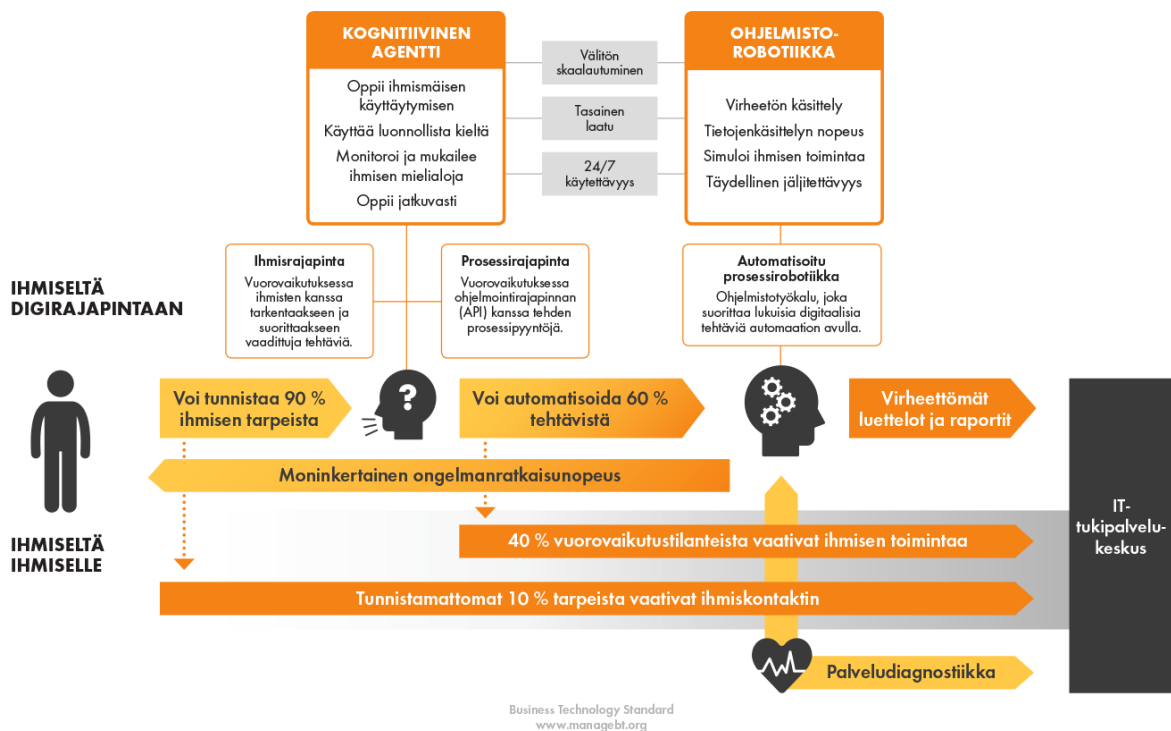 KOGNITIIVINEN
AGENTTI
Oppii ihmismäisen
käyttäytymisen
Käyttää luonnollista kieltä
Monitoroi ja mukailee
ihmisen mielialoja
Oppii jatkuvasti
Välitön
skaalautuminen
Tasainen
laatu
24/7
käytettävyys
OHJELMISTO-
ROBOTIIKKA
Virheetön käsittely
Tietojenkäsittelyn nopeus
Simuloi ihmisen toimintaa
Täydellinen jäljitettävyys
IHMISELTÄ
DIGIRAJAPINTAAN
Ihmisrajapinta
Vuorovaikutuksessa
ihmisten kanssa
tarkentaakseen ja
suorittaakseen
vaadittuja tehtäviä.
Prosessirajapinta
Vuorovaikutuksessa
ohjelmointirajapinnan
(API) kanssa tehden
prosessipyyntöjä.
Automatisoitu
prosessirobotiikka
Ohjelmistotyökalu, joka
suorittaa lukuisia digitaalisia
tehtäviä automaation avulla.
Voi tunnistaa 90 %
ihmisen tarpeista
?
Voi automatisoida 60 %
tehtävistä
Virheettömät
luettelot ja raportit
Moninkertainen ongelmanratkaisunopeus
IHMISELTÄ
IHMISELLE
40 % vuorovaikutustilanteista vaativat ihmisen toimintaa
Tunnistamattomat 10 % tarpeista vaativat ihmiskontaktin
IT-
tukipalvelu-
keskus
Palveludiagnostiikka
Business Technology Standard
www.managebt.org